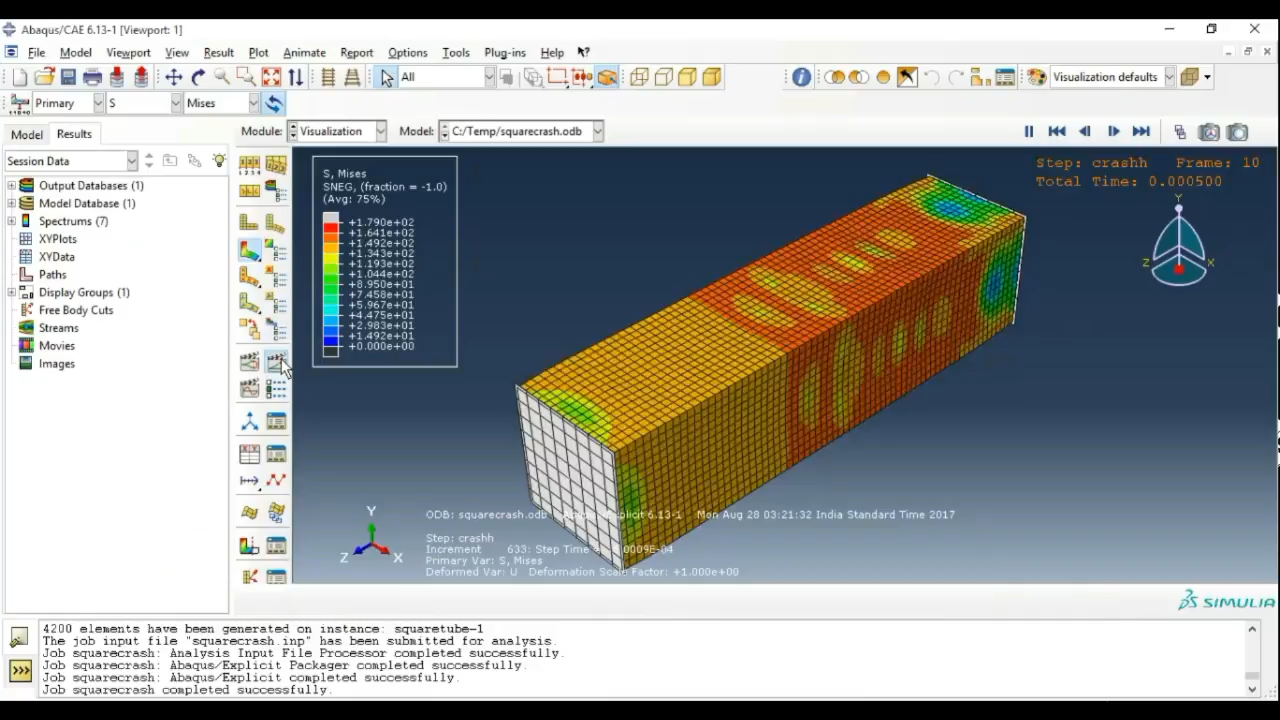 Abaqus/CAE 6.13-1 [Viewport: 1]
File Model Viewport View Result Plot Animate Report Options Tools Plug-ins Help
All
Visualization defaults
Primary S Mises
Model Results
Module: Visualization Model: C:/Temp/squarecrash.odb
Session Data
Output Databases (1)
Model Database (1)
Spectrums (7)
XYPlots
XYData
Paths
Display Groups (1)
Free Body Cuts
Streams
Movies
Images
S, Mises
SNEG, (fraction = -1.0)
(Avg: 75%)
+1.790e+02
+1.641e+02
+1.492e+02
+1.343e+02
+1.193e+02
+1.044e+02
+8.950e+01
+7.458e+01
+5.967e+01
+4.475e+01
+2.983e+01
+1.492e+01
+0.000e+00
Step: crashh Frame: 10
Total Time: 0.000500
Y
Z X
Y
Z X
ODB: squarecrash.odb 6.13-1 Mon Aug 28 03:21:32 India Standard Time 2017
Step: crashh
Increment 633: Step Time = 0009E-04
Primary Var: S, Mises
Deformed Var: U Deformation Scale Factor: +1.000e+00
SIMULIA
4200 elements have been generated on instance: squaretube-1
The job input file "squarecrash.inp" has been submitted for analysis.
Job squarecrash: Analysis Input File Processor completed successfully.
Job squarecrash: Abaqus/Explicit Packager completed successfully.
Job squarecrash: Abaqus/Explicit completed successfully.
Job squarecrash completed successfully.